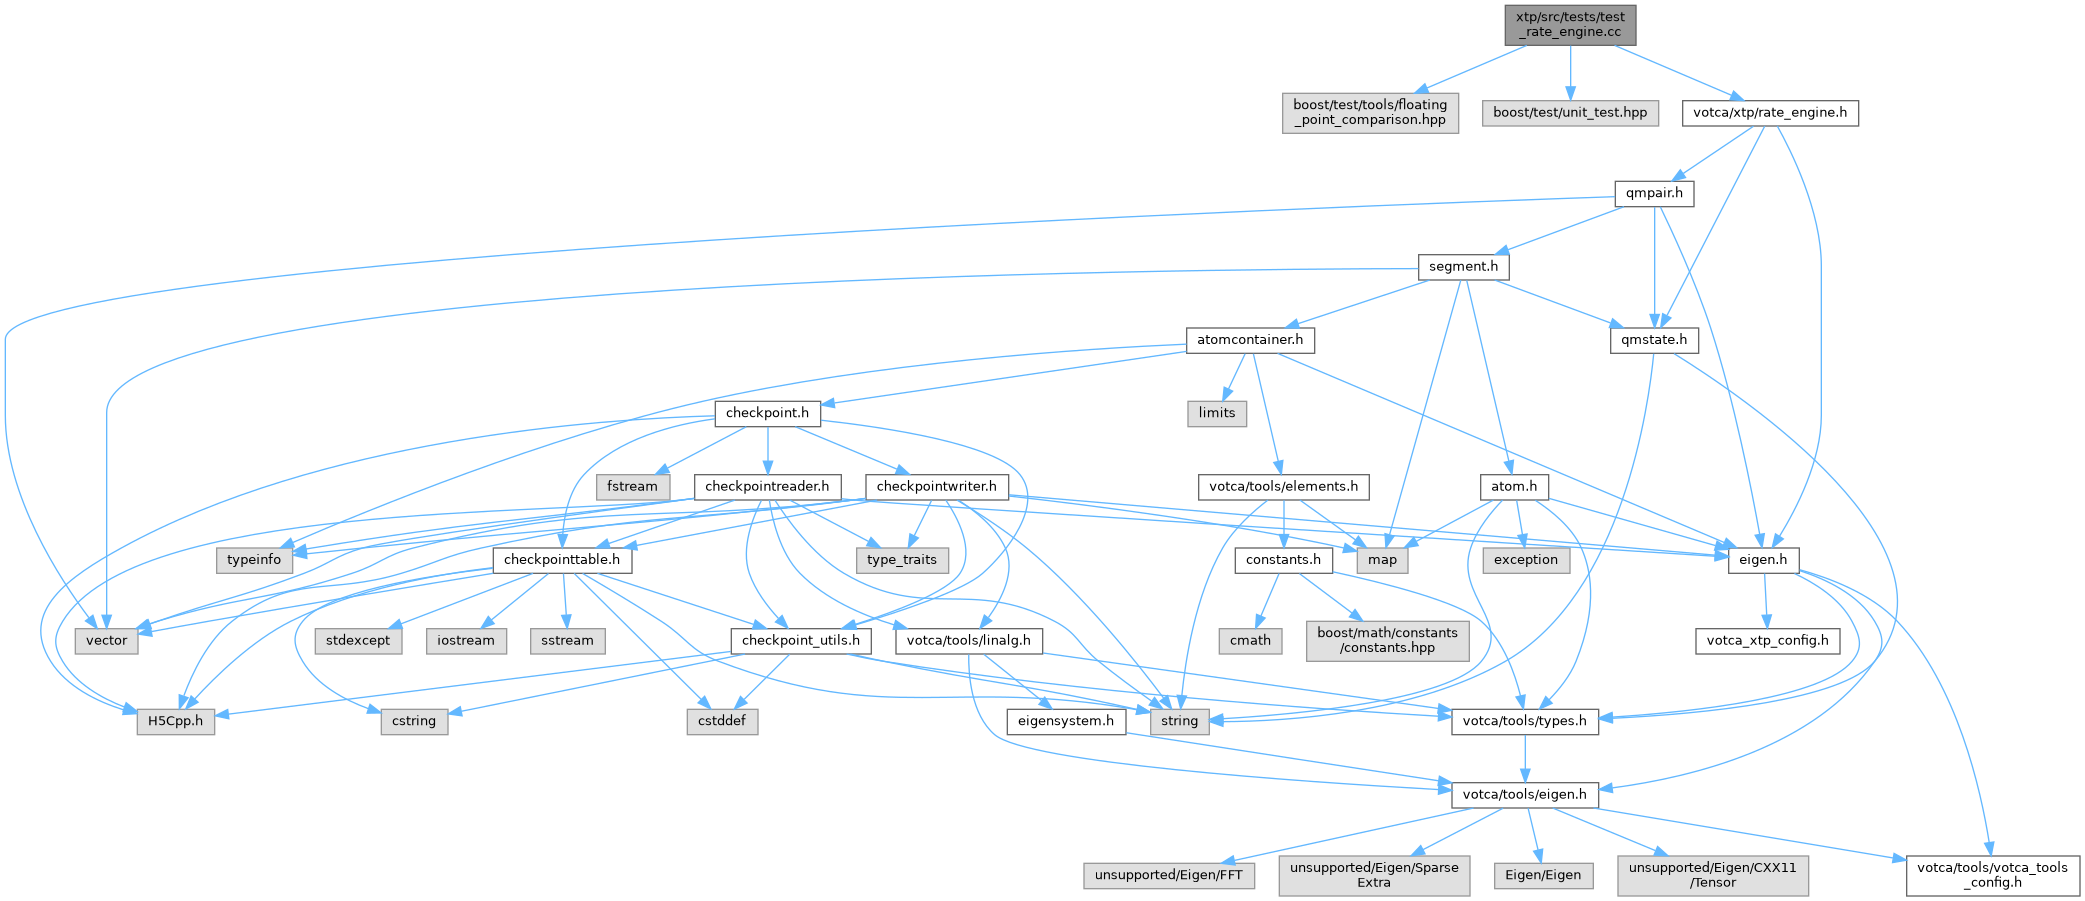 xtp/src/tests/test
_rate_engine.cc
boost/test/tools/floating
_point_comparison.hpp
boost/test/unit_test.hpp
votca/xtp/rate_engine.h
qmpair.h
segment.h
atomcontainer.h
qmstate.h
checkpoint.h
limits
fstream
checkpointreader.h
checkpointwriter.h
votca/tools/elements.h
atom.h
typeinfo
checkpointtable.h
type_traits
constants.h
map
exception
eigen.h
vector
stdexcept
iostream
sstream
checkpoint_utils.h
votca/tools/linalg.h
cmath
boost/math/constants
/constants.hpp
votca_xtp_config.h
H5Cpp.h
cstring
cstddef
eigensystem.h
string
votca/tools/types.h
votca/tools/eigen.h
unsupported/Eigen/FFT
unsupported/Eigen/Sparse
Extra
Eigen/Eigen
unsupported/Eigen/CXX11
/Tensor
votca/tools/votca_tools
_config.h